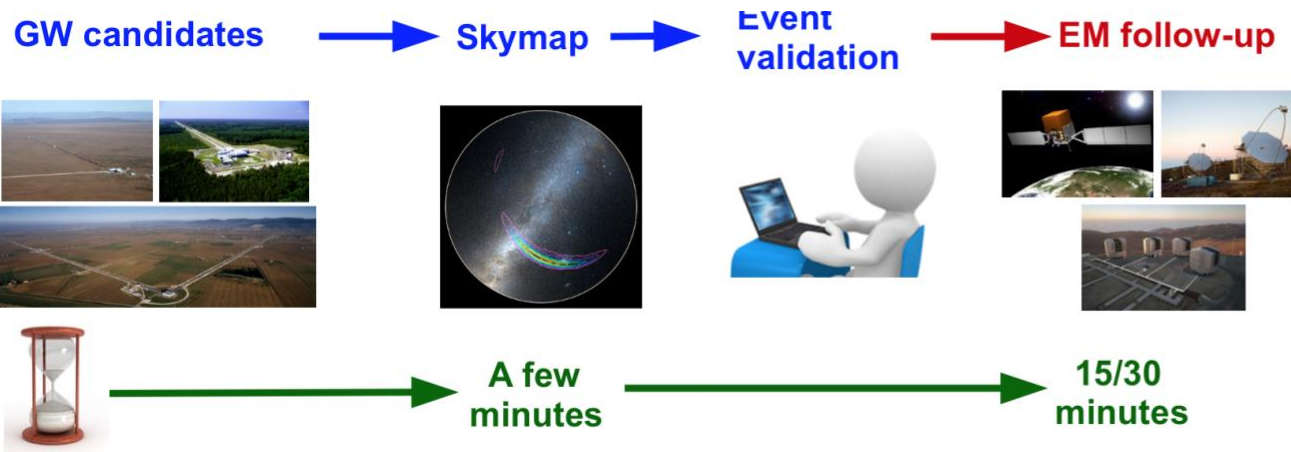 GW candidates
Skymap
Event
validation
EM follow-up
A few
minutes
15/30
minutes